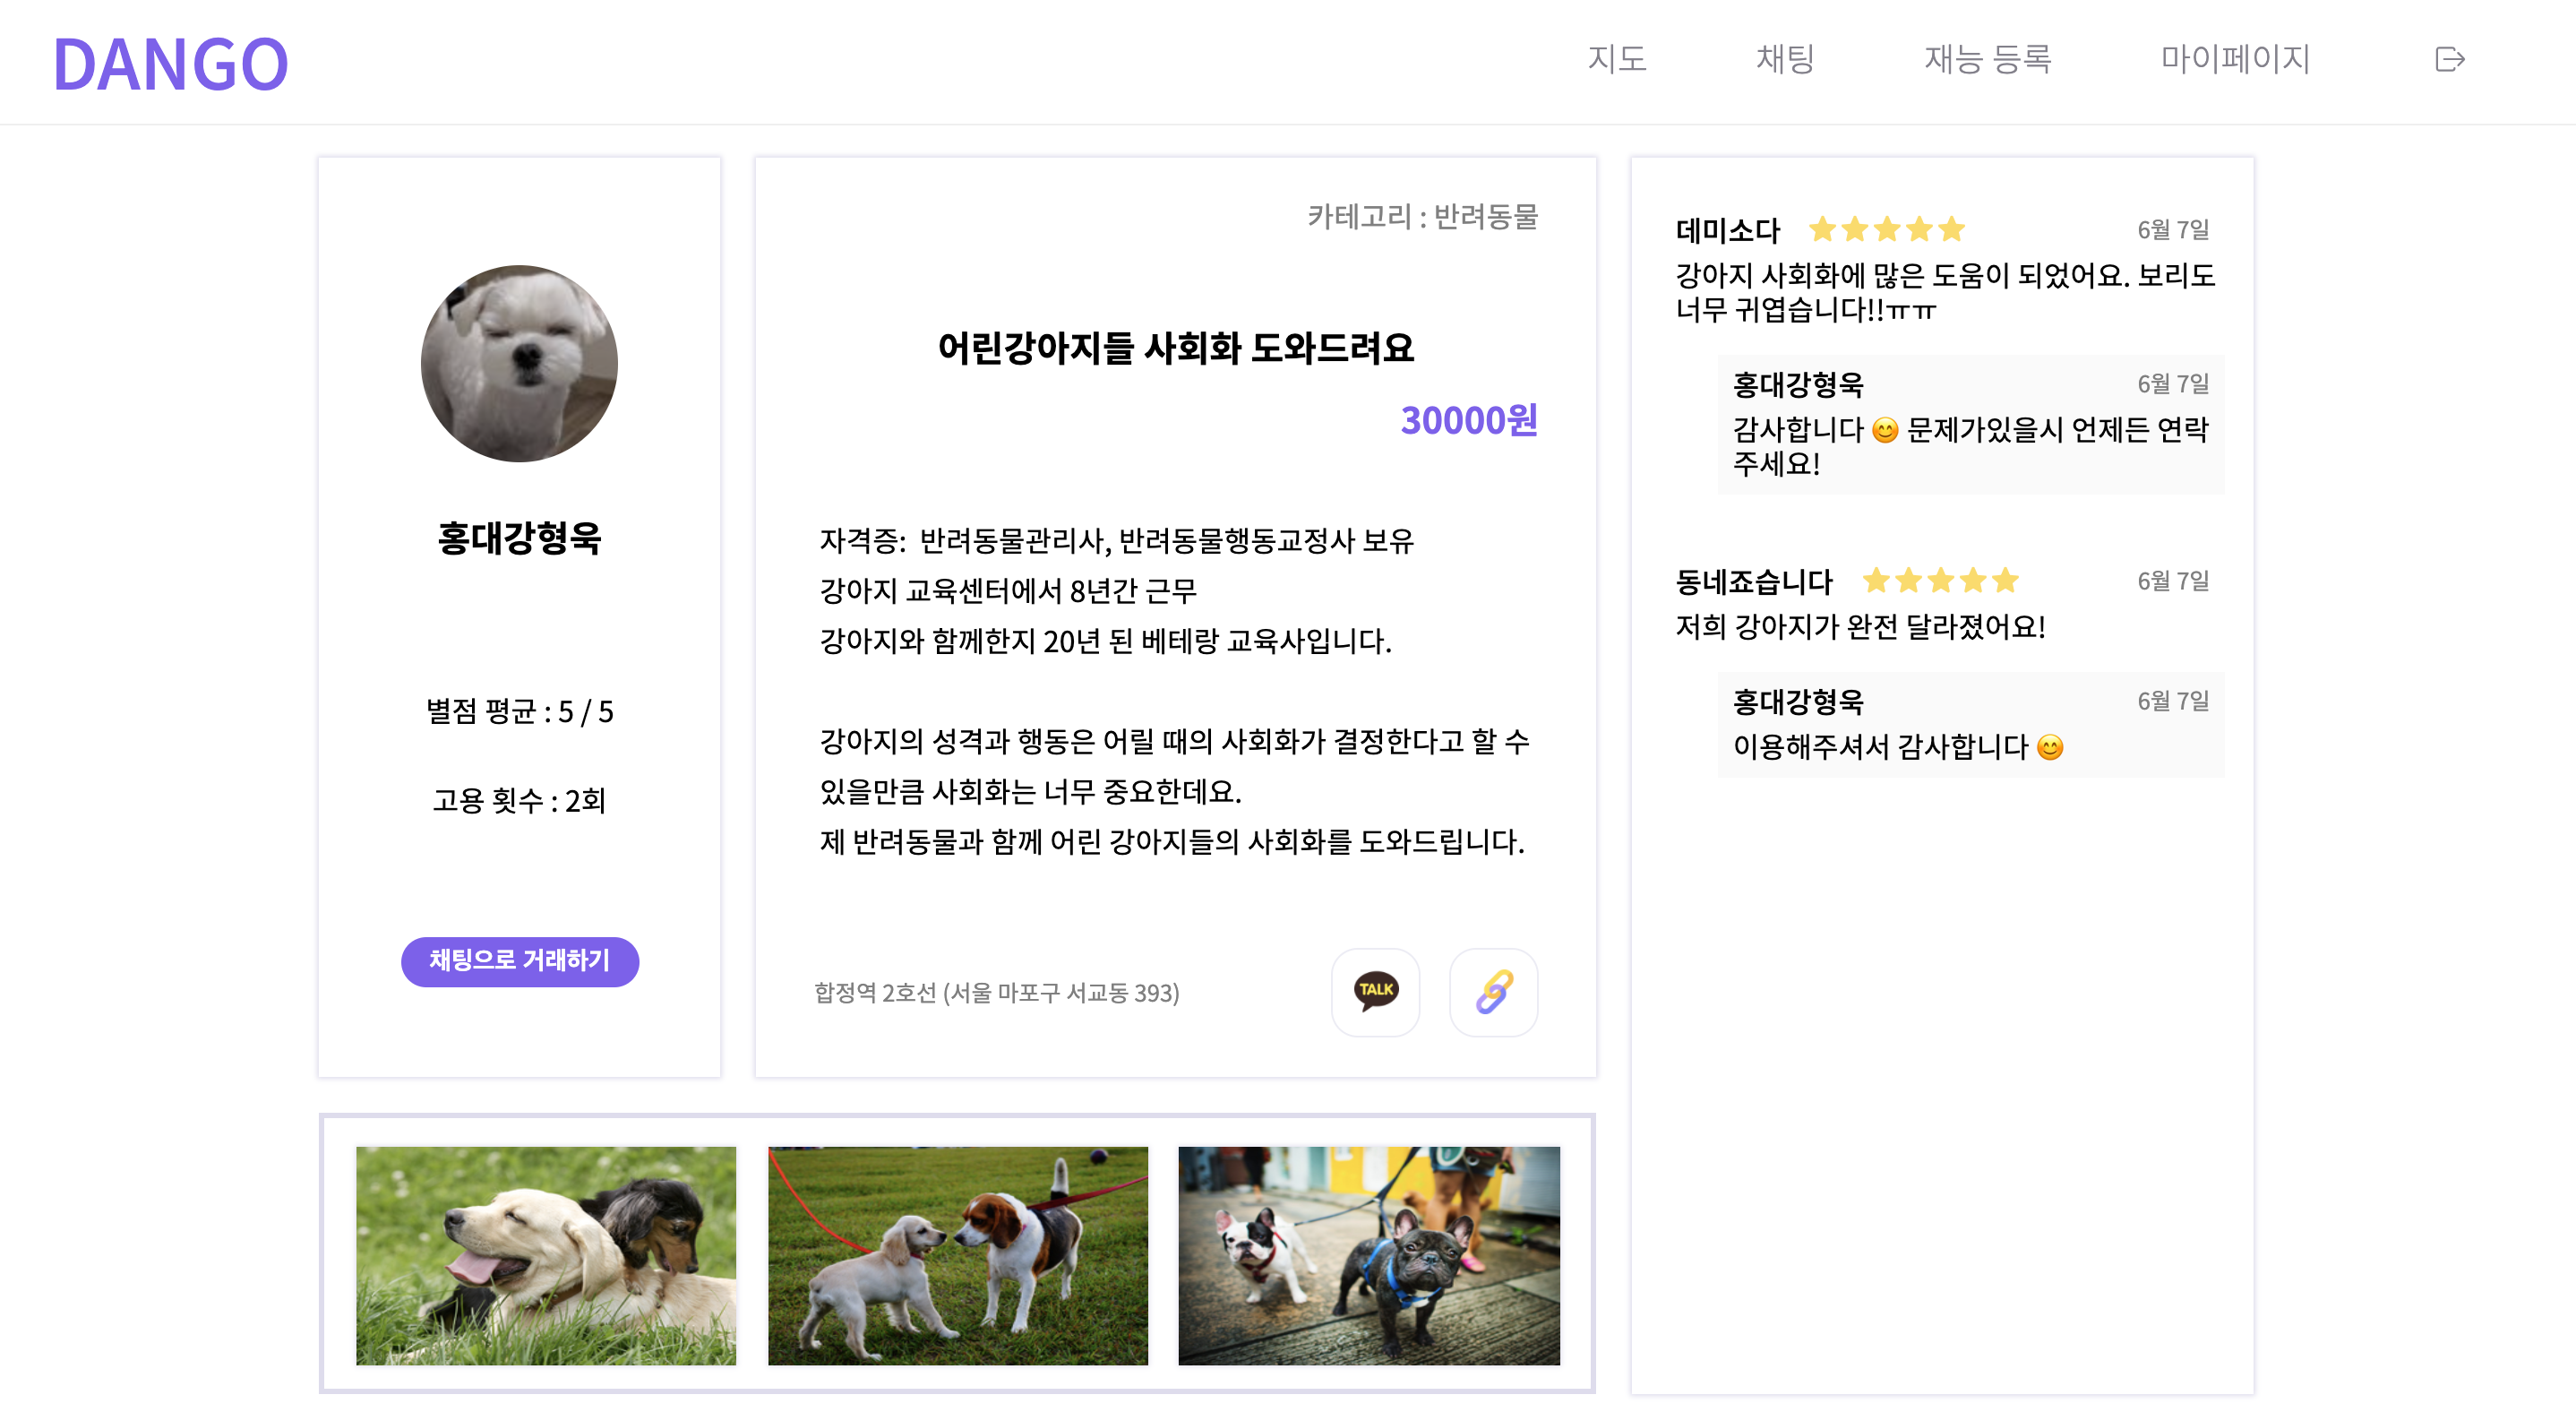 DANGO
지도
채팅
재능 등록
마이페이지
홍대강형욱
별점 평균 : 5 / 5
고용 횟수 : 2회
채팅으로 거래하기
카테고리 : 반려동물
어린강아지들 사회화 도와드려요
30000원
자격증: 반려동물관리사, 반려동물행동교정사 보유
강아지 교육센터에서 8년간 근무
강아지와 함께한지 20년 된 베테랑 교육사입니다.
강아지의 성격과 행동은 어릴 때의 사회화가 결정한다고 할 수
있을만큼 사회화는 너무 중요한데요.
제 반려동물과 함께 어린 강아지들의 사회화를 도와드립니다.
합정역 2호선 (서울 마포구 서교동 393)
TALK
데미소다 6월 7일
강아지 사회화에 많은 도움이 되었어요. 보리도
너무 귀엽습니다!!ㅠㅠ
홍대강형욱 6월 7일
감사합니다 😊 문제가있을시 언제든 연락
주세요!
동네죠습니다 6월 7일
저희 강아지가 완전 달라졌어요!
홍대강형욱 6월 7일
이용해주셔서 감사합니다 😊